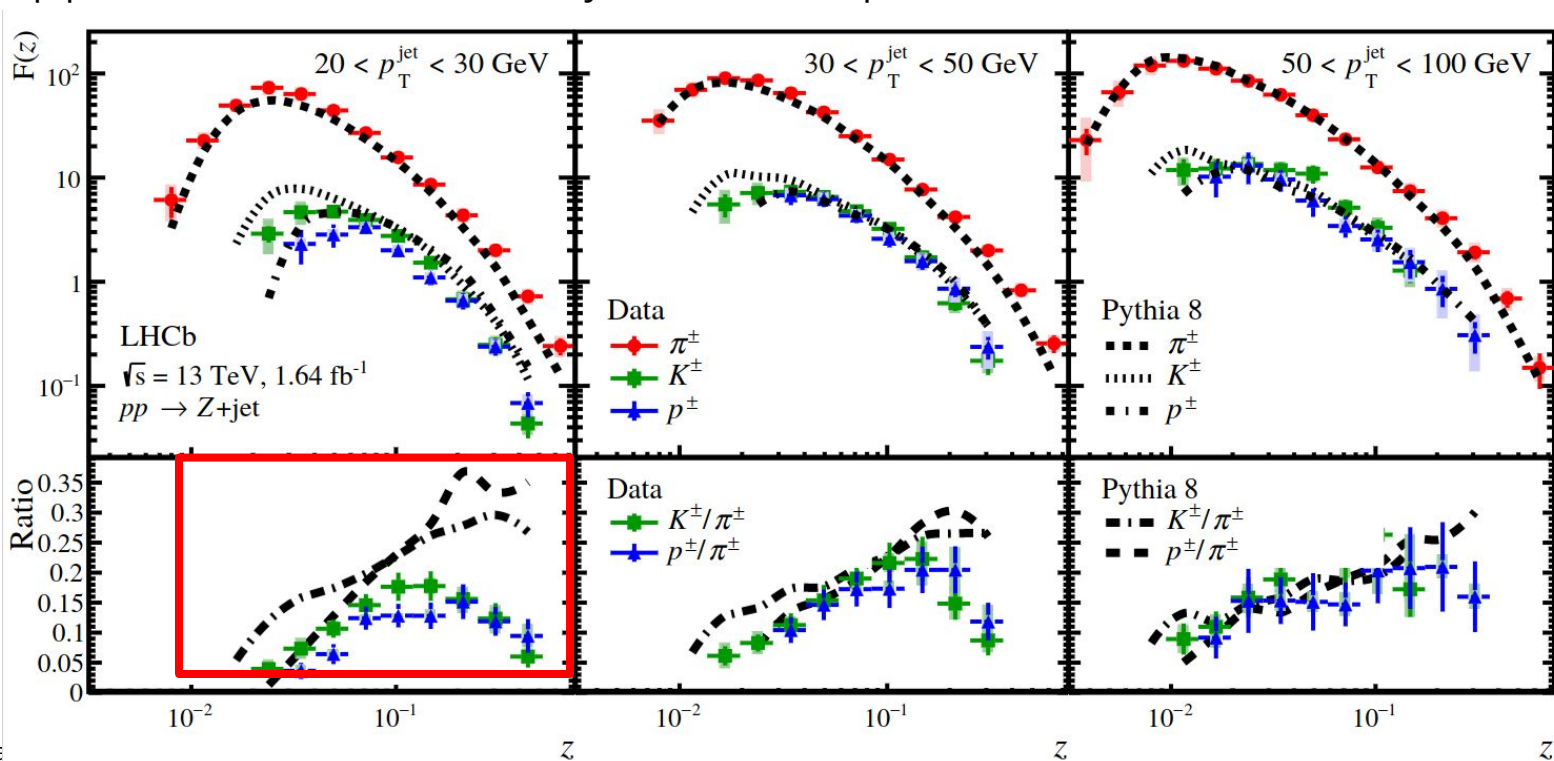 F(z)
10²
10
1
10⁻¹
20 < p_T^jet < 30 GeV
30 < p_T^jet < 50 GeV
50 < p_T^jet < 100 GeV
LHCb
√s = 13 TeV, 1.64 fb⁻¹
pp → Z+jet
Data
π±
K±
p±
Pythia 8
π±
K±
p±
Ratio
0.35
0.3
0.25
0.2
0.15
0.1
0.05
0
Data
K±/π±
p±/π±
Pythia 8
K±/π±
p±/π±
10⁻² 10⁻¹ 10⁻² 10⁻¹ 10⁻² 10⁻¹
z z z